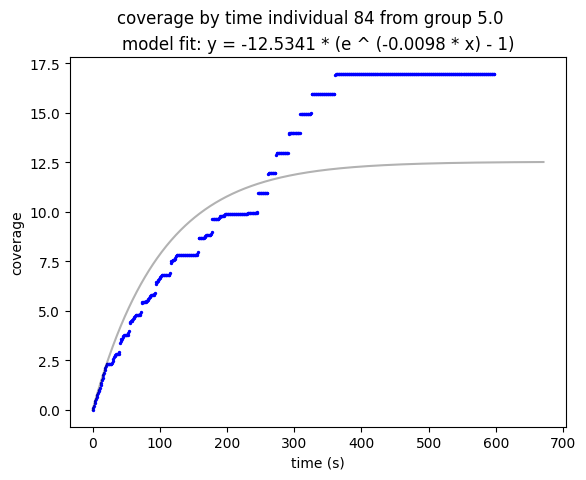 coverage by time individual 84 from group 5.0
model fit: y = -12.5341 * (e ^ (-0.0098 * x) - 1)
17.5
15.0
12.5
10.0
7.5
5.0
2.5
0.0
coverage
0 100 200 300 400 500 600 700
time (s)